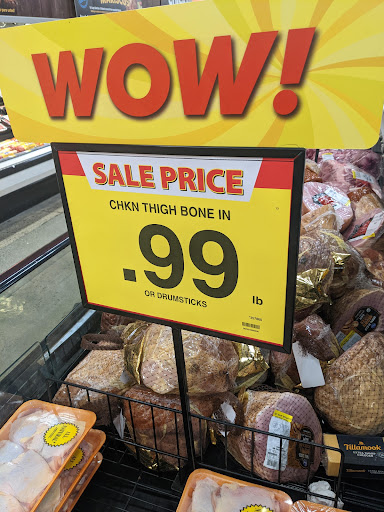 WOW!
SALE PRICE
CHKN THIGH BONE IN
.99
lb
OR DRUMSTICKS
Tillamook